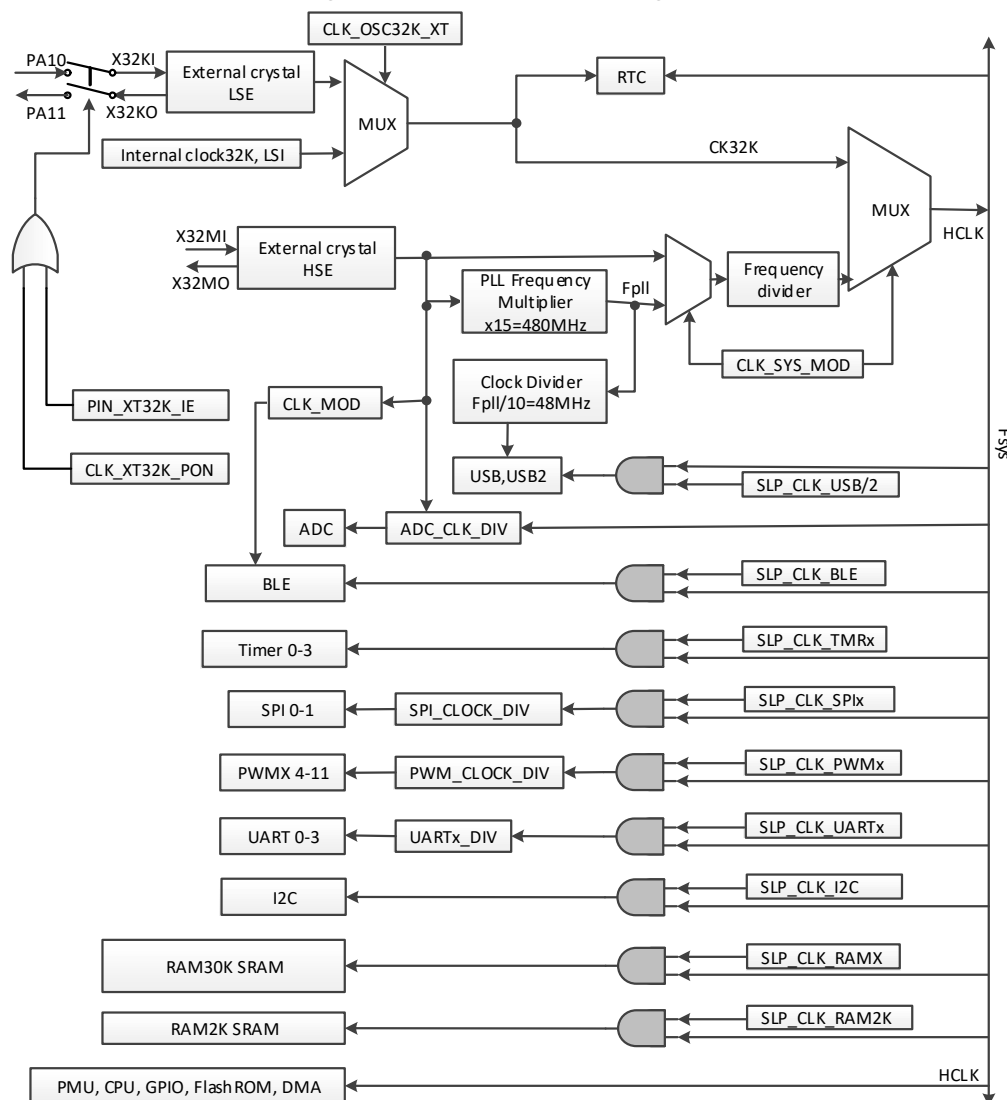 CLK_OSC32K_XT
PA10
X32KI
External crystal
LSE
RTC
PA11
X32KO
MUX
Internal clock32K, LSI
CK32K
MUX
HCLK
X32MI
External crystal
HSE
X32MO
PLL Frequency
Multiplier
x15=480MHz
Fpll
Frequency
divider
CLK_SYS_MOD
Clock Divider
Fpll/10=48MHz
CLK_MOD
PIN_XT32K_IE
CLK_XT32K_PON
Fsys
USB,USB2
SLP_CLK_USB/2
ADC
ADC_CLK_DIV
BLE
SLP_CLK_BLE
Timer 0-3
SLP_CLK_TMRx
SPI 0-1
SPI_CLOCK_DIV
SLP_CLK_SPIx
PWMX 4-11
PWM_CLOCK_DIV
SLP_CLK_PWMx
UART 0-3
UARTx_DIV
SLP_CLK_UARTx
I2C
SLP_CLK_I2C
RAM30K SRAM
SLP_CLK_RAMX
RAM2K SRAM
SLP_CLK_RAM2K
PMU, CPU, GPIO, FlashROM, DMA
HCLK